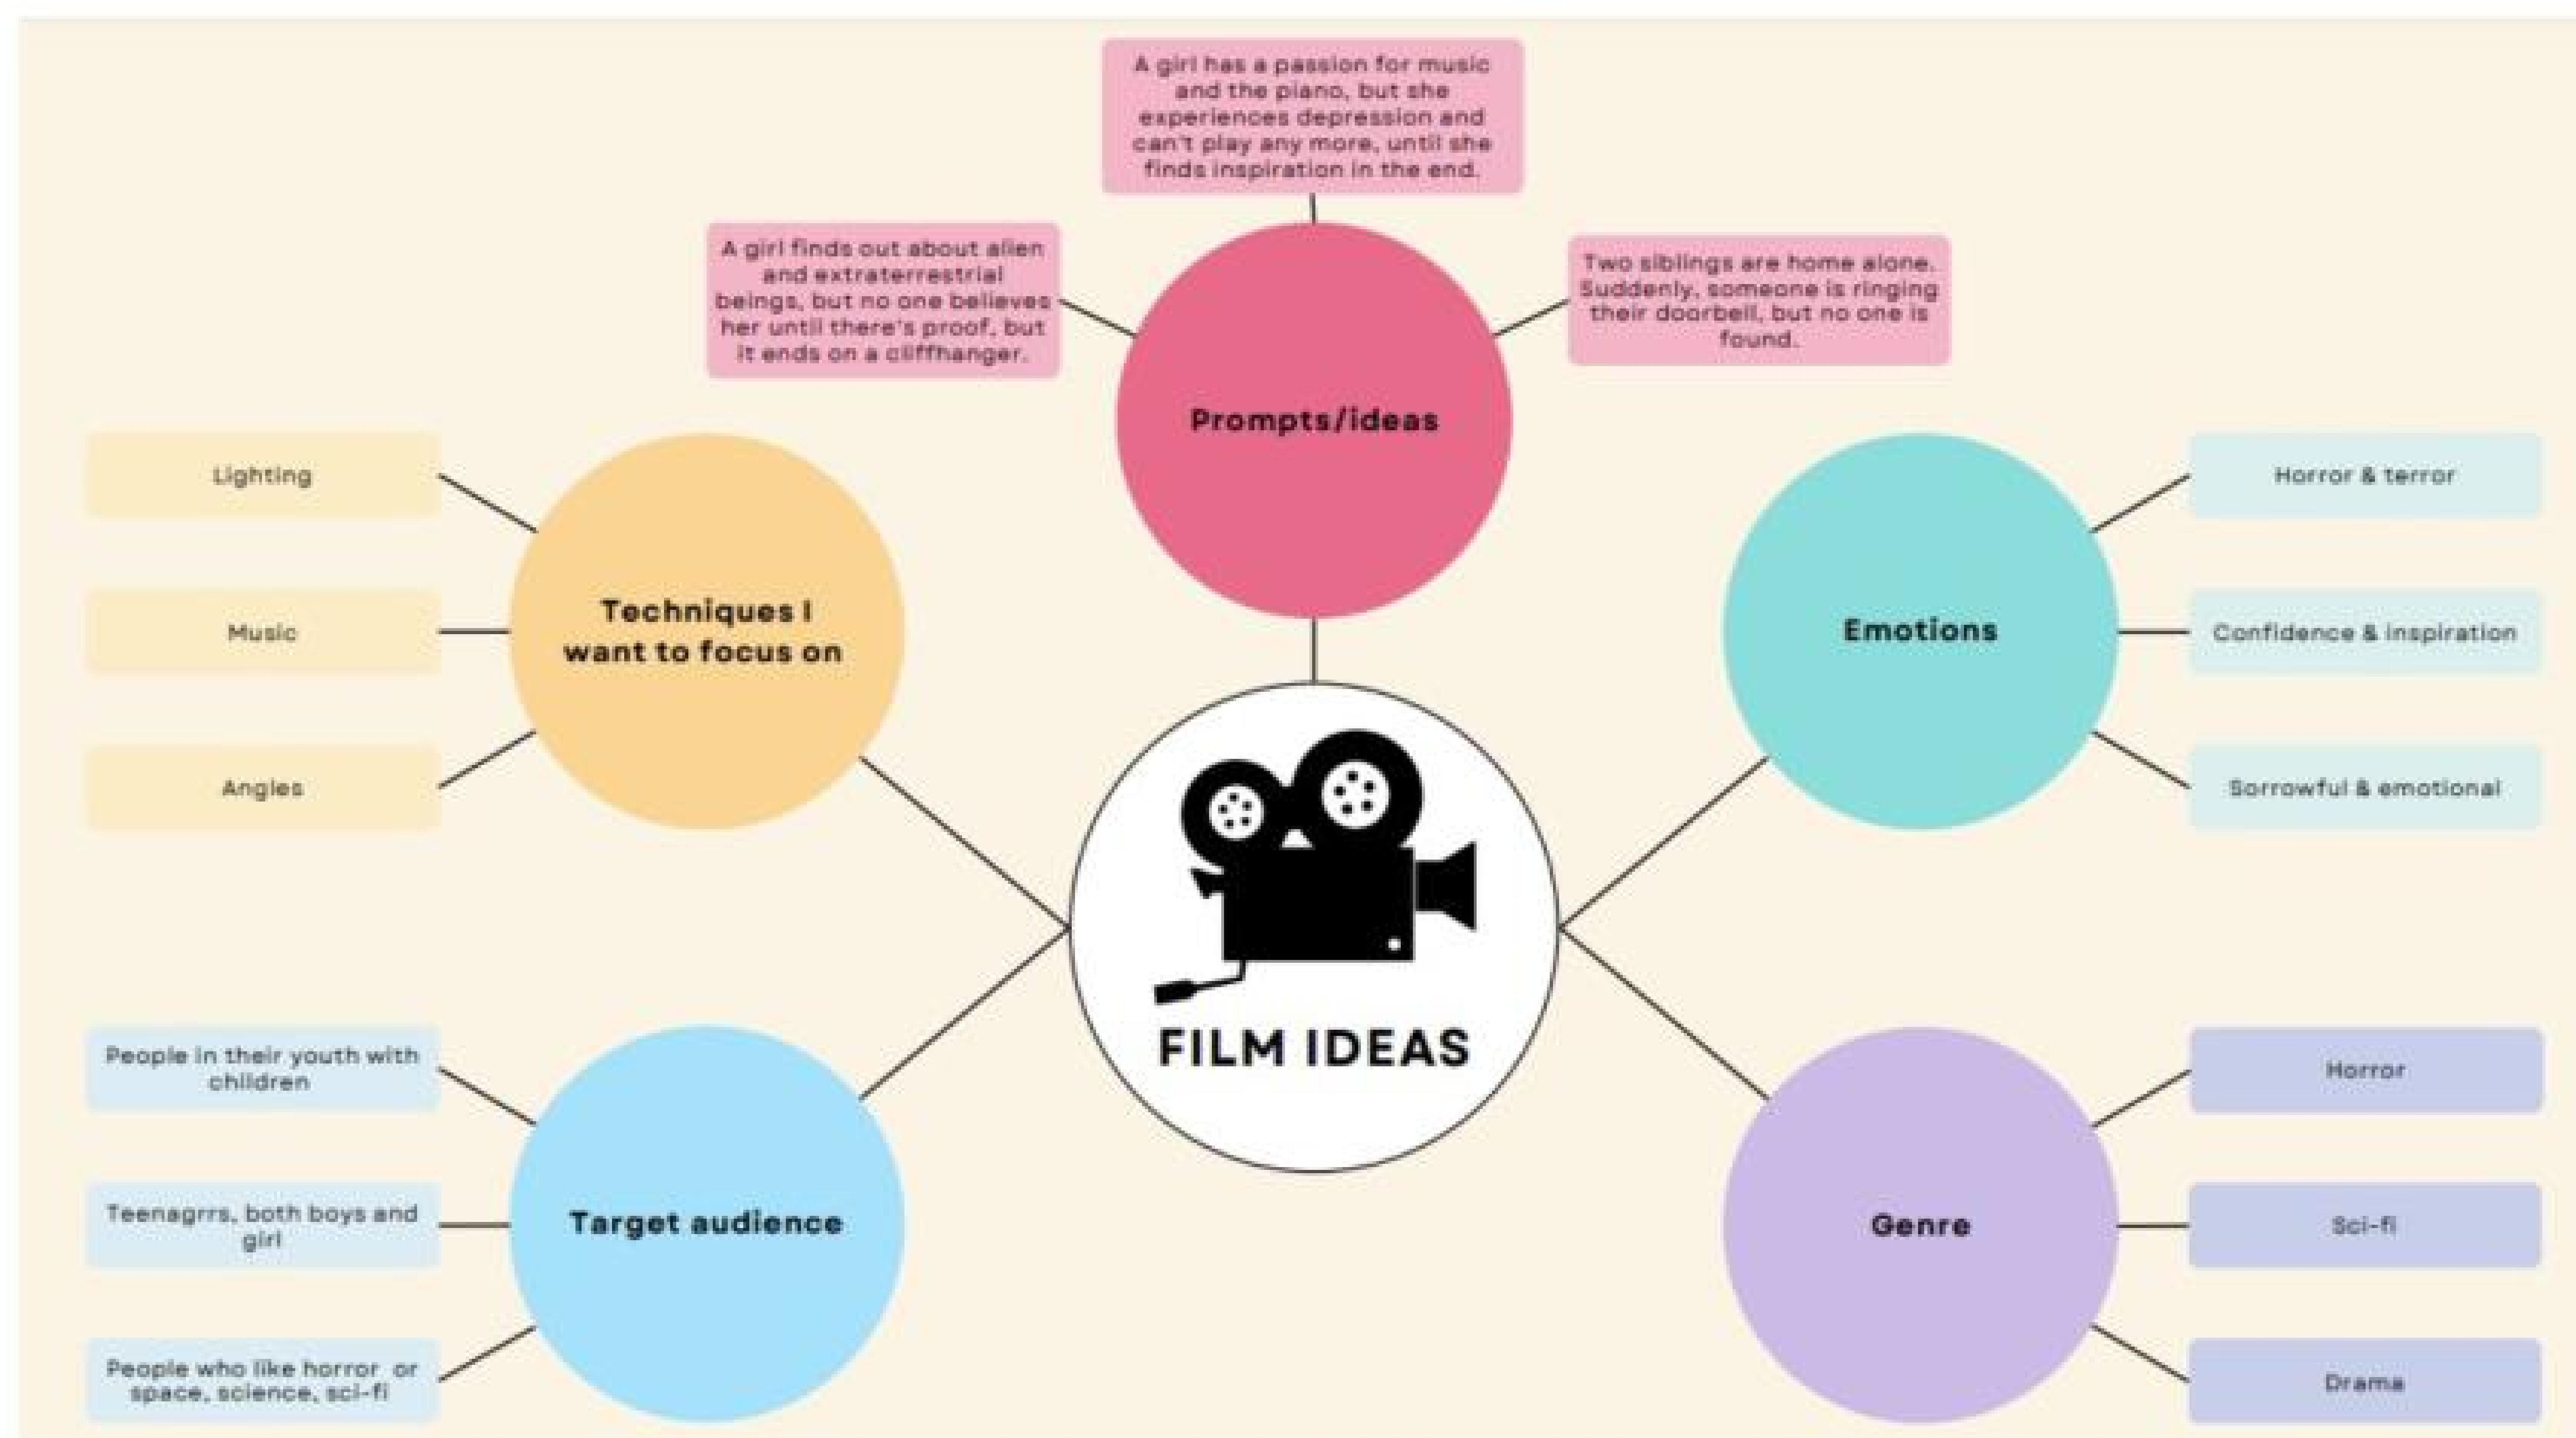 A girl has a passion for music
and the piano, but she
experiences depression and
can't play any more, until she
finds inspiration in the end.
A girl finds out about alien
and extraterrestrial
beings, but no one believes
her until there's proof, but
it ends on a cliffhanger.
Two siblings are home alone.
Suddenly, someone is ringing
their doorbell, but no one is
found.
Prompts/ideas
Lighting
Music
Angles
Techniques I
want to focus on
Emotions
Horror & terror
Confidence & inspiration
Sorrowful & emotional
FILM IDEAS
People in their youth with
children
Teenagrrs, both boys and
girl
People who like horror or
space, science, sci-fi
Target audience
Genre
Horror
Sci-fi
Drama